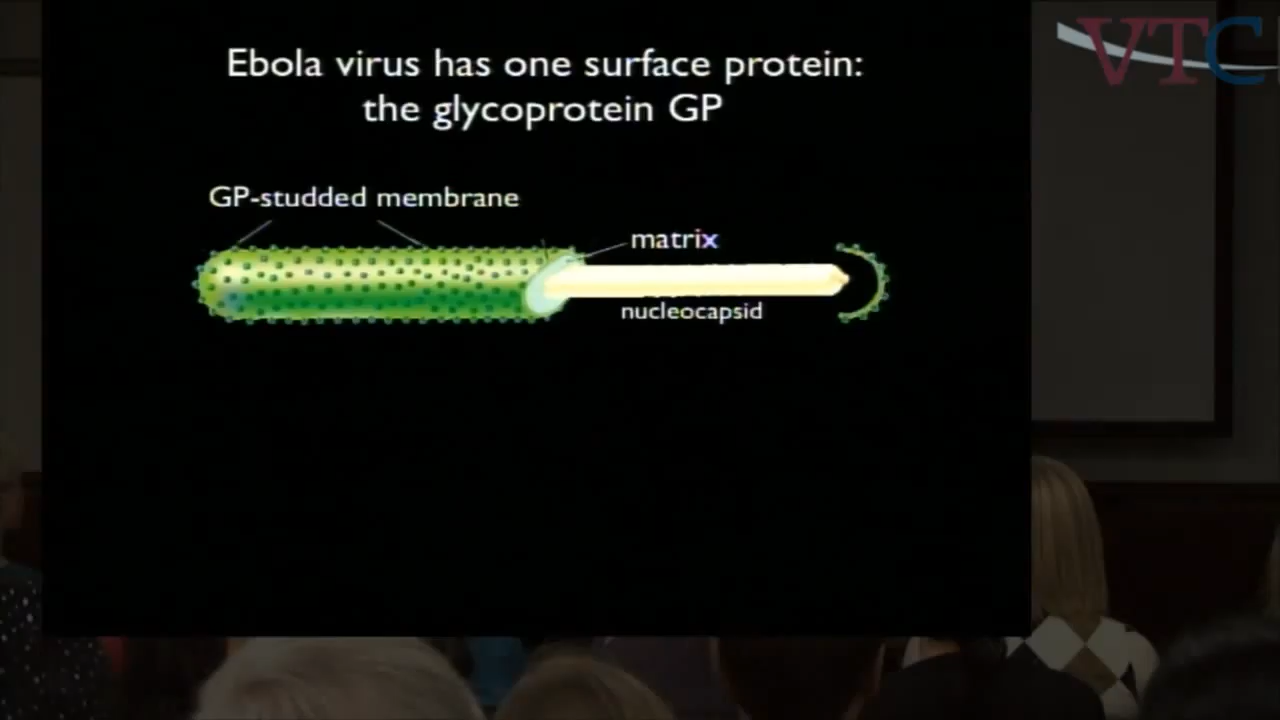 VTC
Ebola virus has one surface protein:
the glycoprotein GP
GP-studded membrane
matrix
nucleocapsid